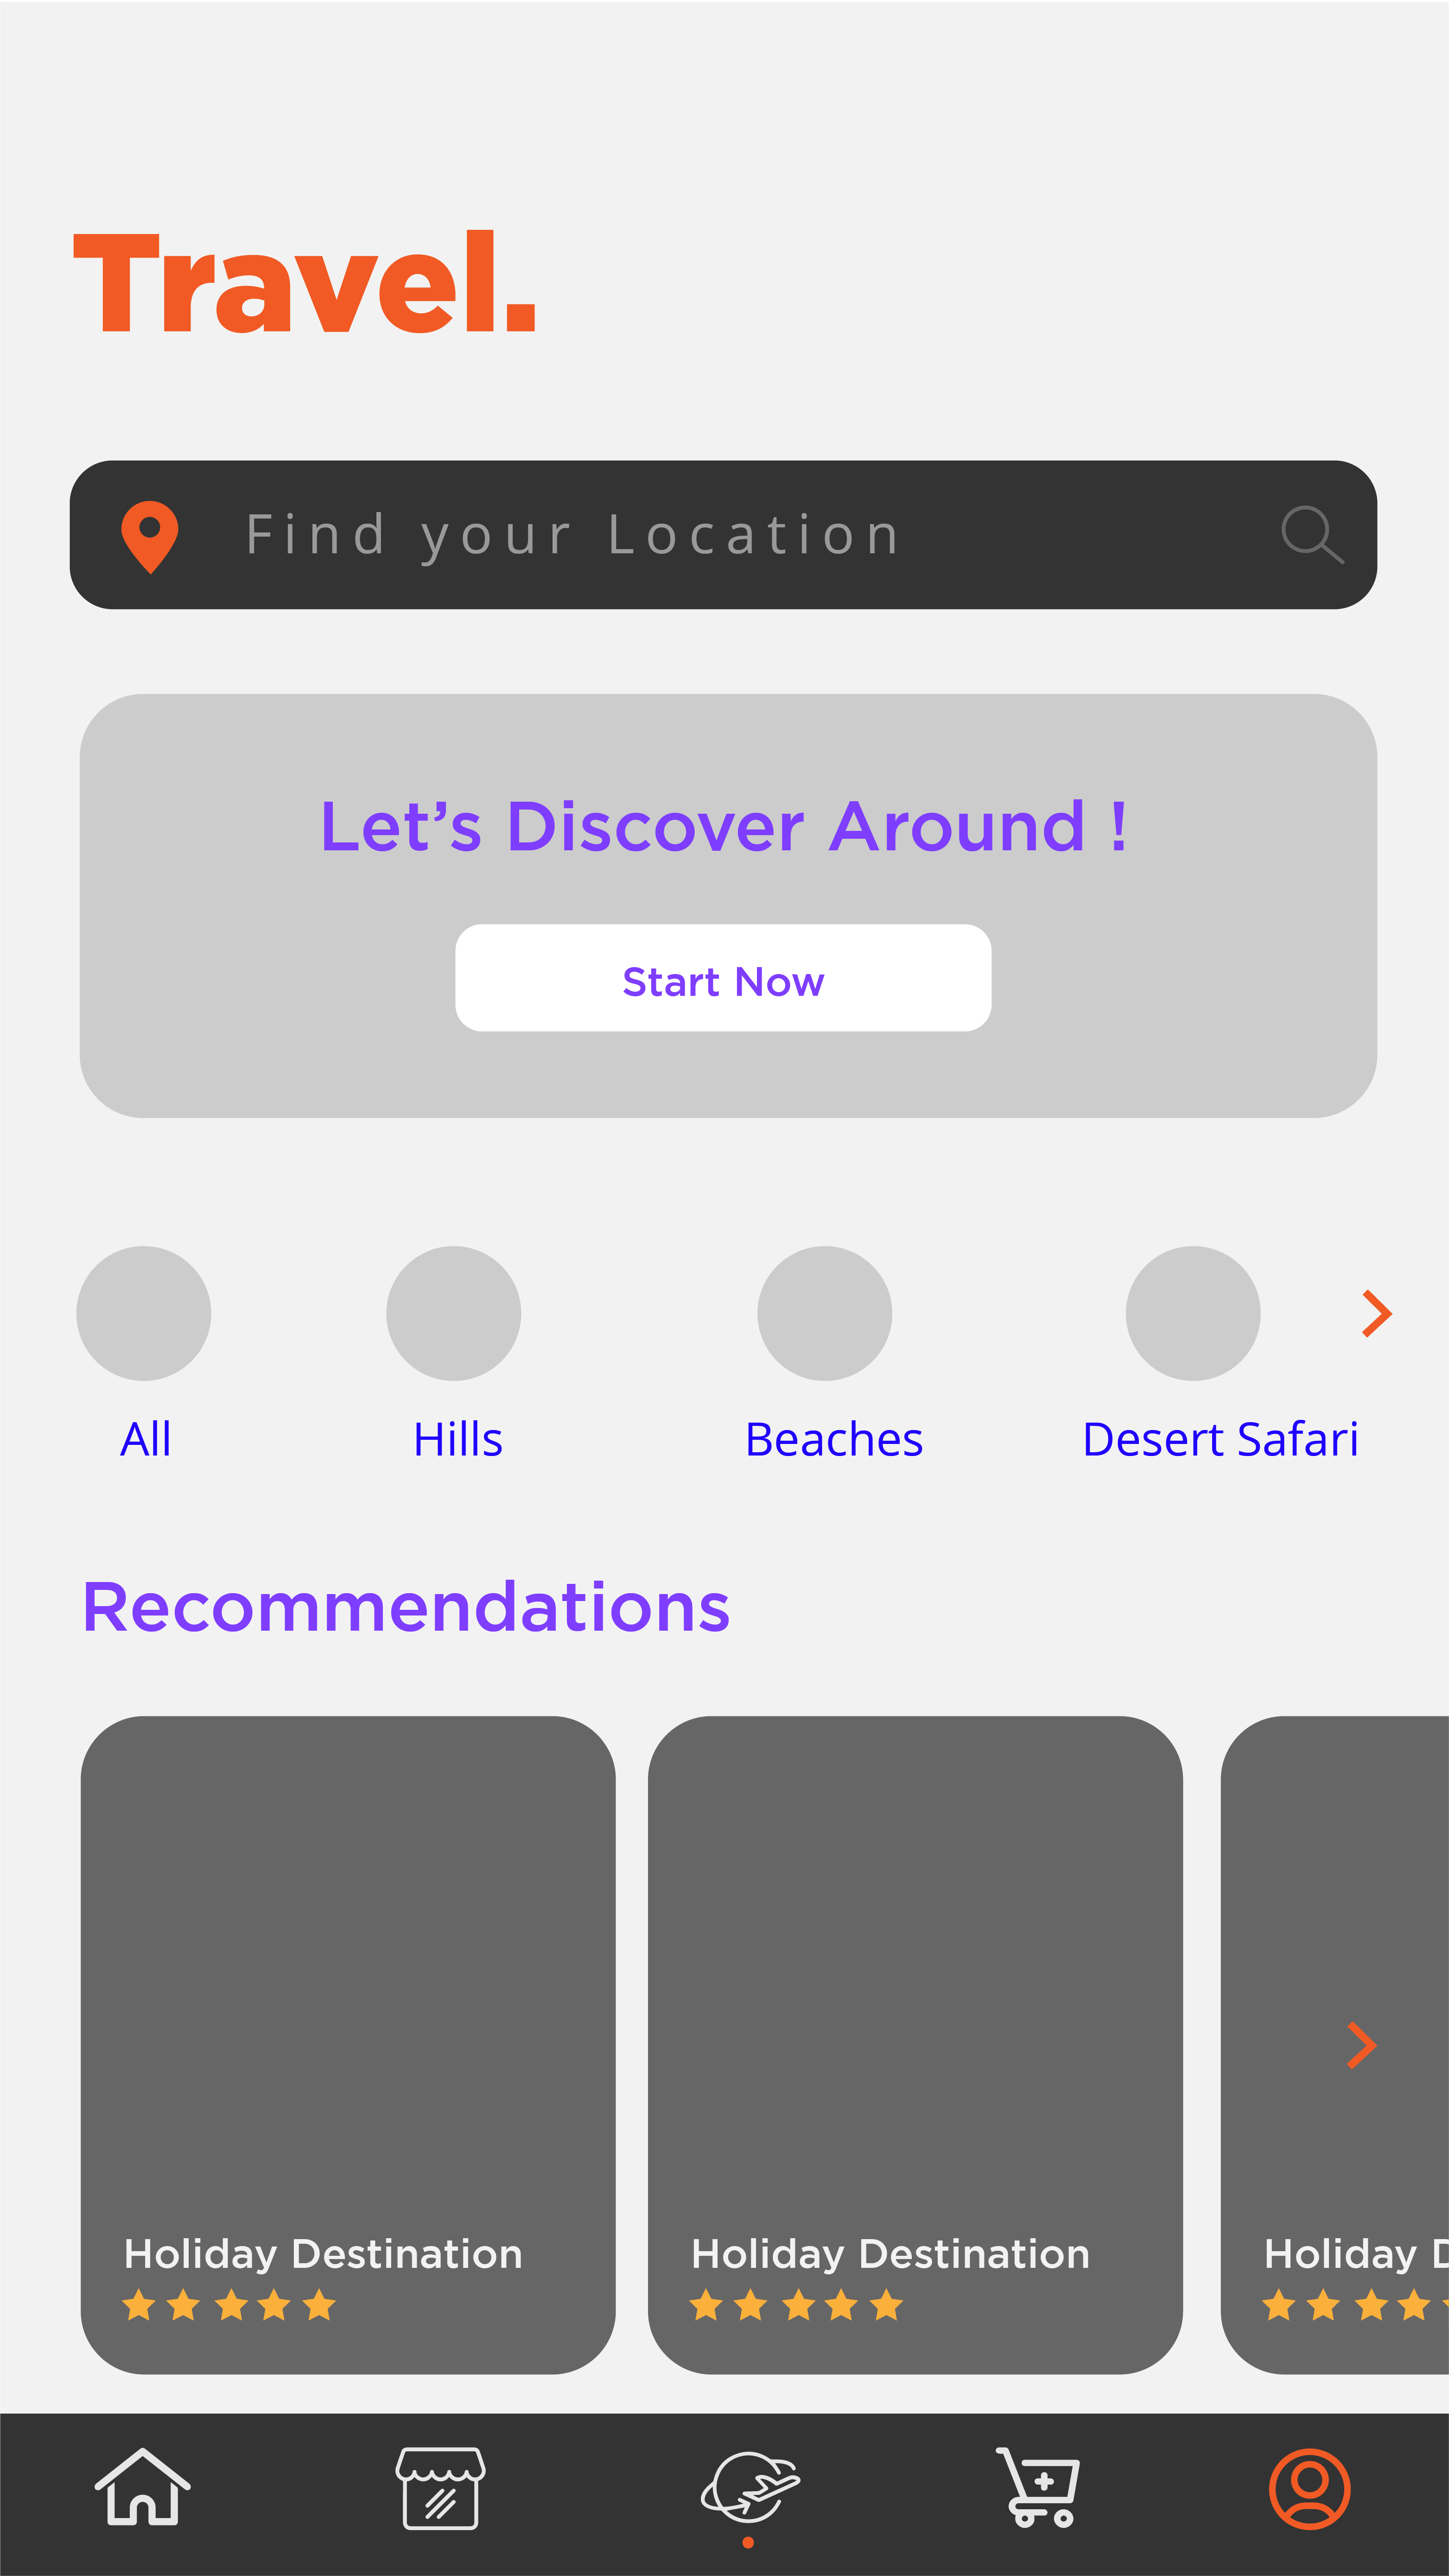 Travel.
Find your Location
Let’s Discover Around !
Start Now
All
Hills
Beaches
Desert Safari
Recommendations
Holiday Destination
Holiday Destination
Holiday D